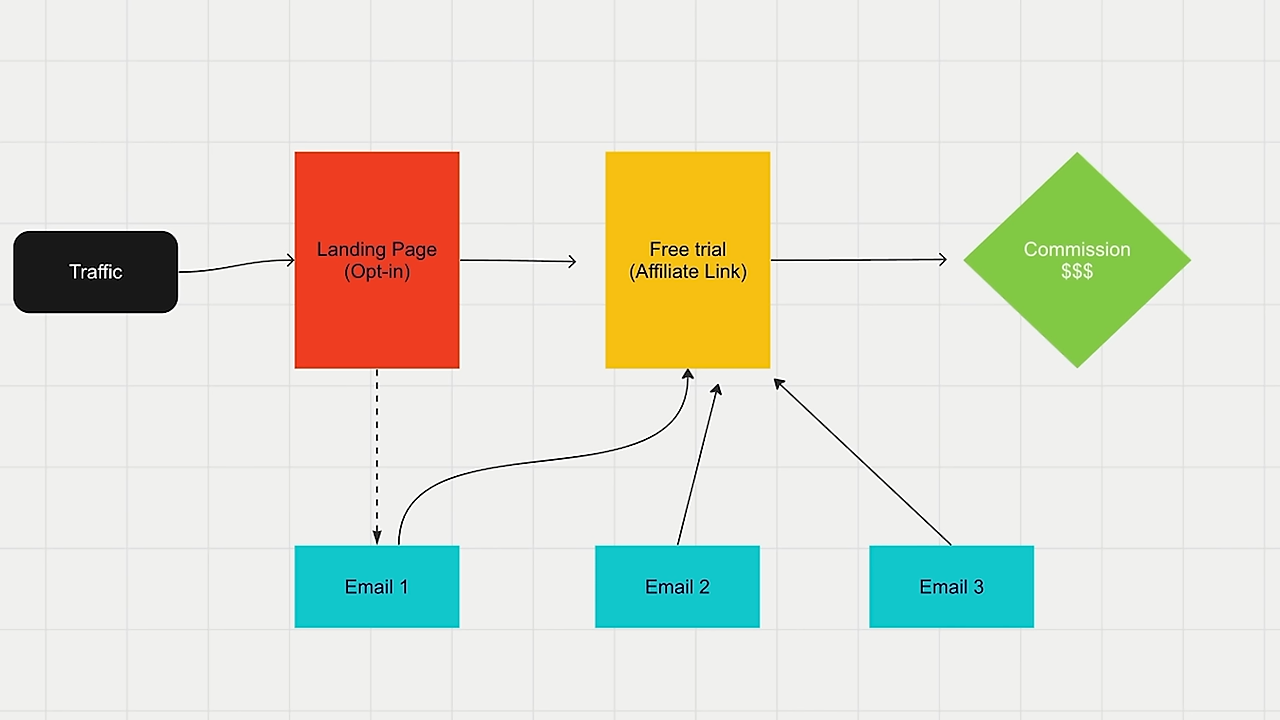 Traffic
Landing Page
(Opt-in)
Free trial
(Affiliate Link)
Commission
$$$
Email 1
Email 2
Email 3